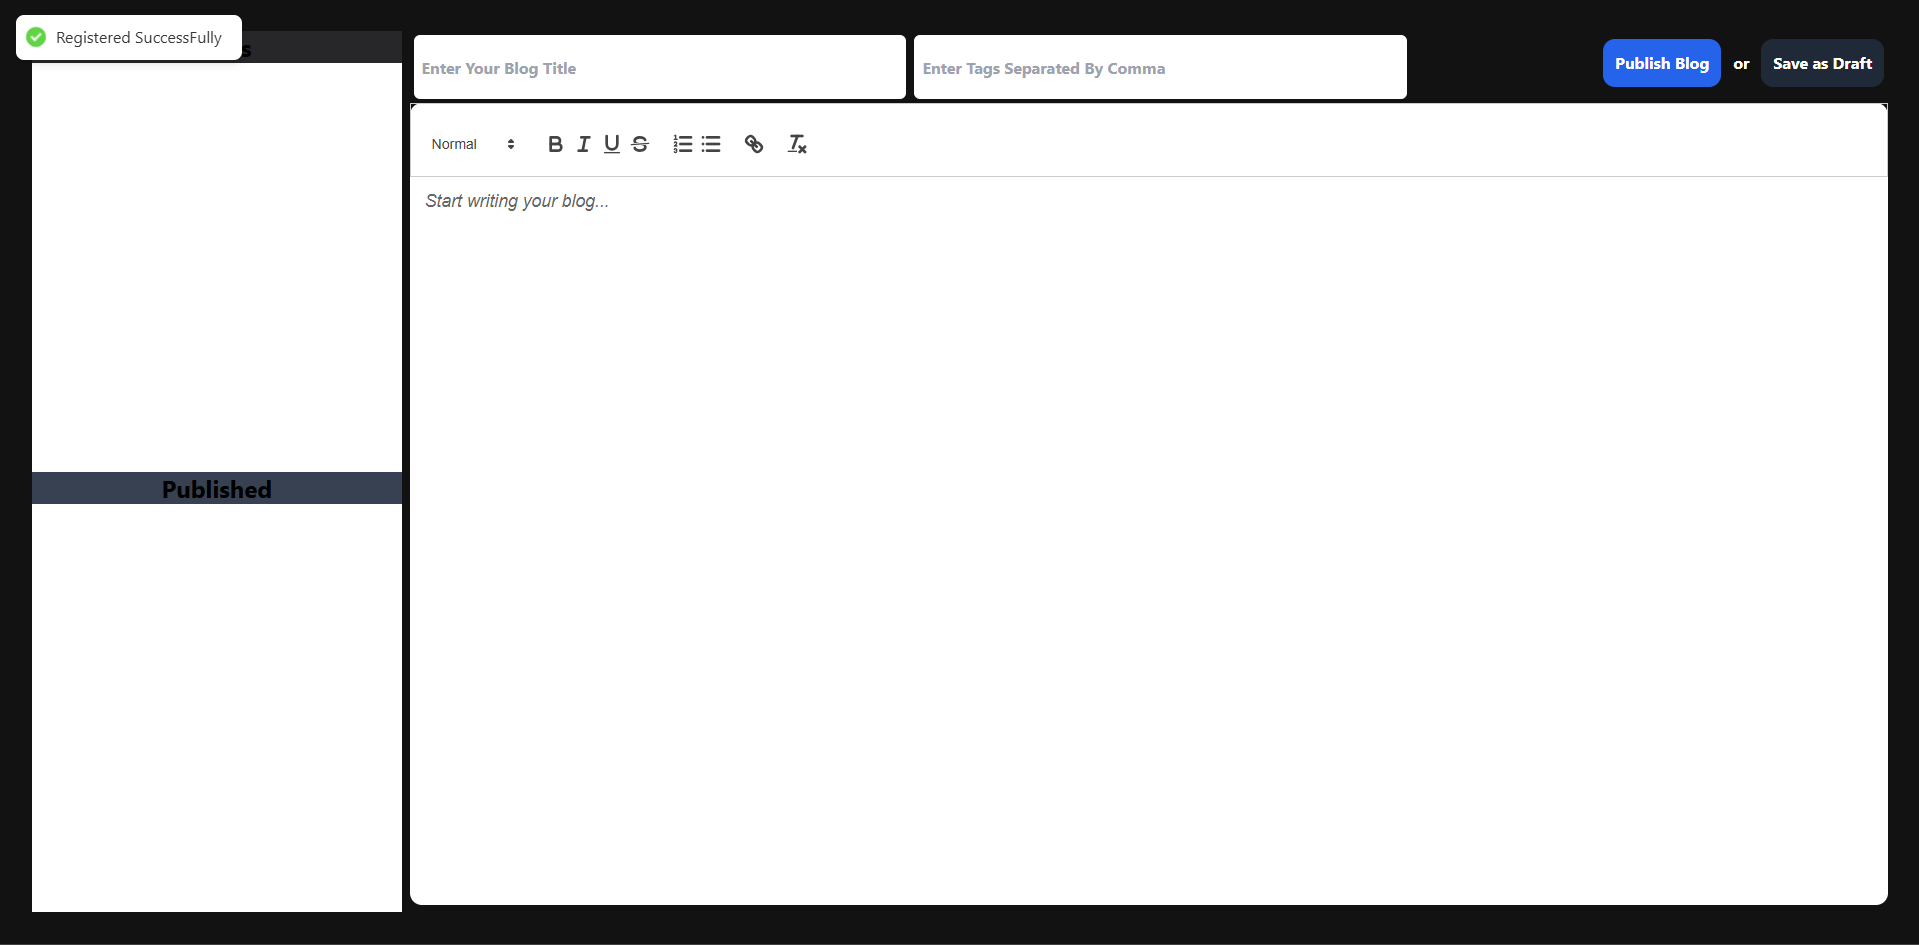 Registered SuccessFully
Enter Your Blog Title
Enter Tags Separated By Comma
Publish Blog
or
Save as Draft
Normal
Start writing your blog...
Published